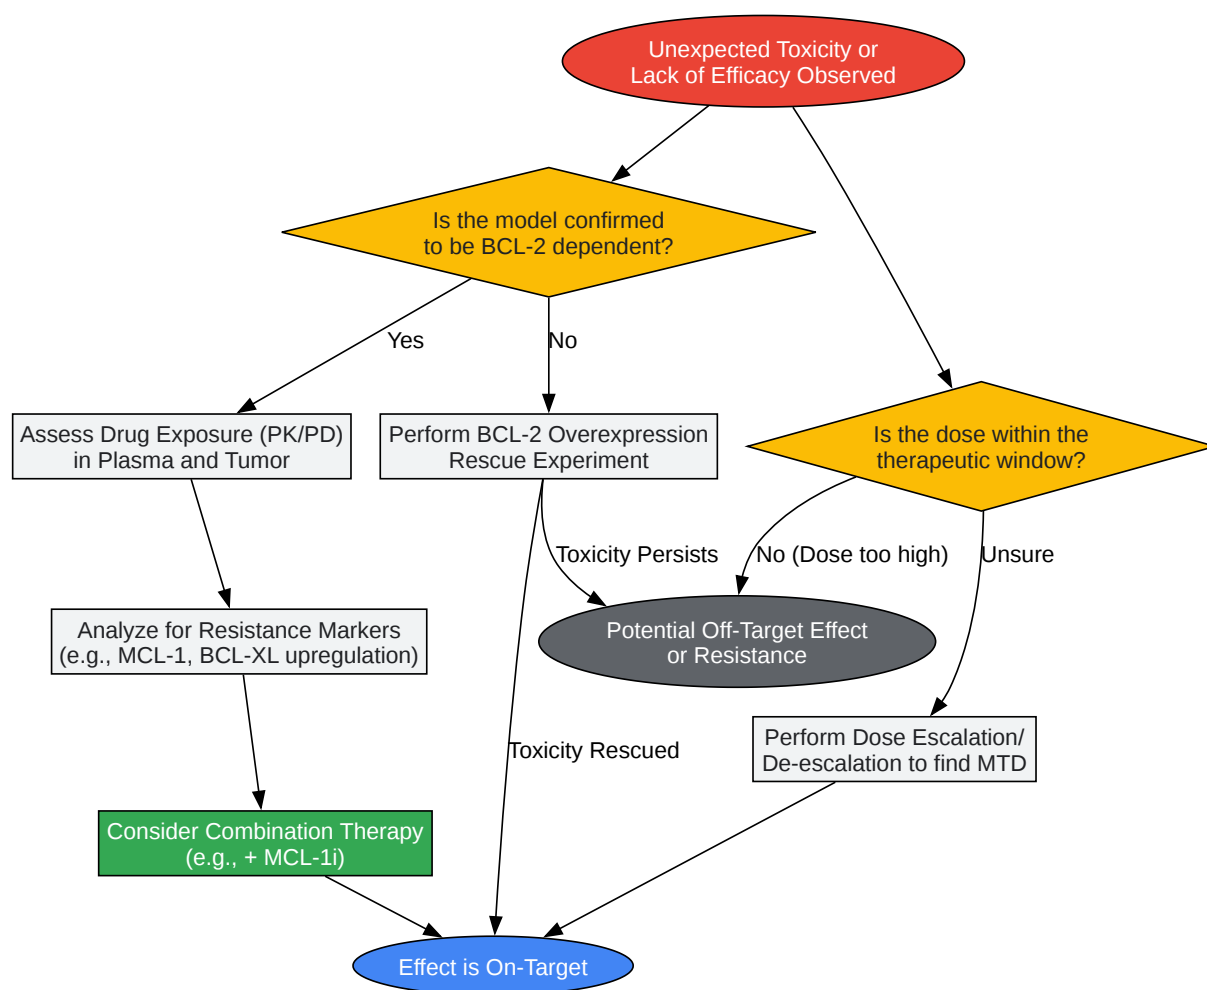 Unexpected Toxicity or
Lack of Efficacy Observed
Is the model confirmed
to be BCL-2 dependent?
Yes
No
Assess Drug Exposure (PK/PD)
in Plasma and Tumor
Perform BCL-2 Overexpression
Rescue Experiment
Is the dose within the
therapeutic window?
Toxicity Persists
No (Dose too high)
Unsure
Analyze for Resistance Markers
(e.g., MCL-1, BCL-XL upregulation)
Potential Off-Target Effect
or Resistance
Toxicity Rescued
Perform Dose Escalation/
De-escalation to find MTD
Consider Combination Therapy
(e.g., + MCL-1i)
Effect is On-Target